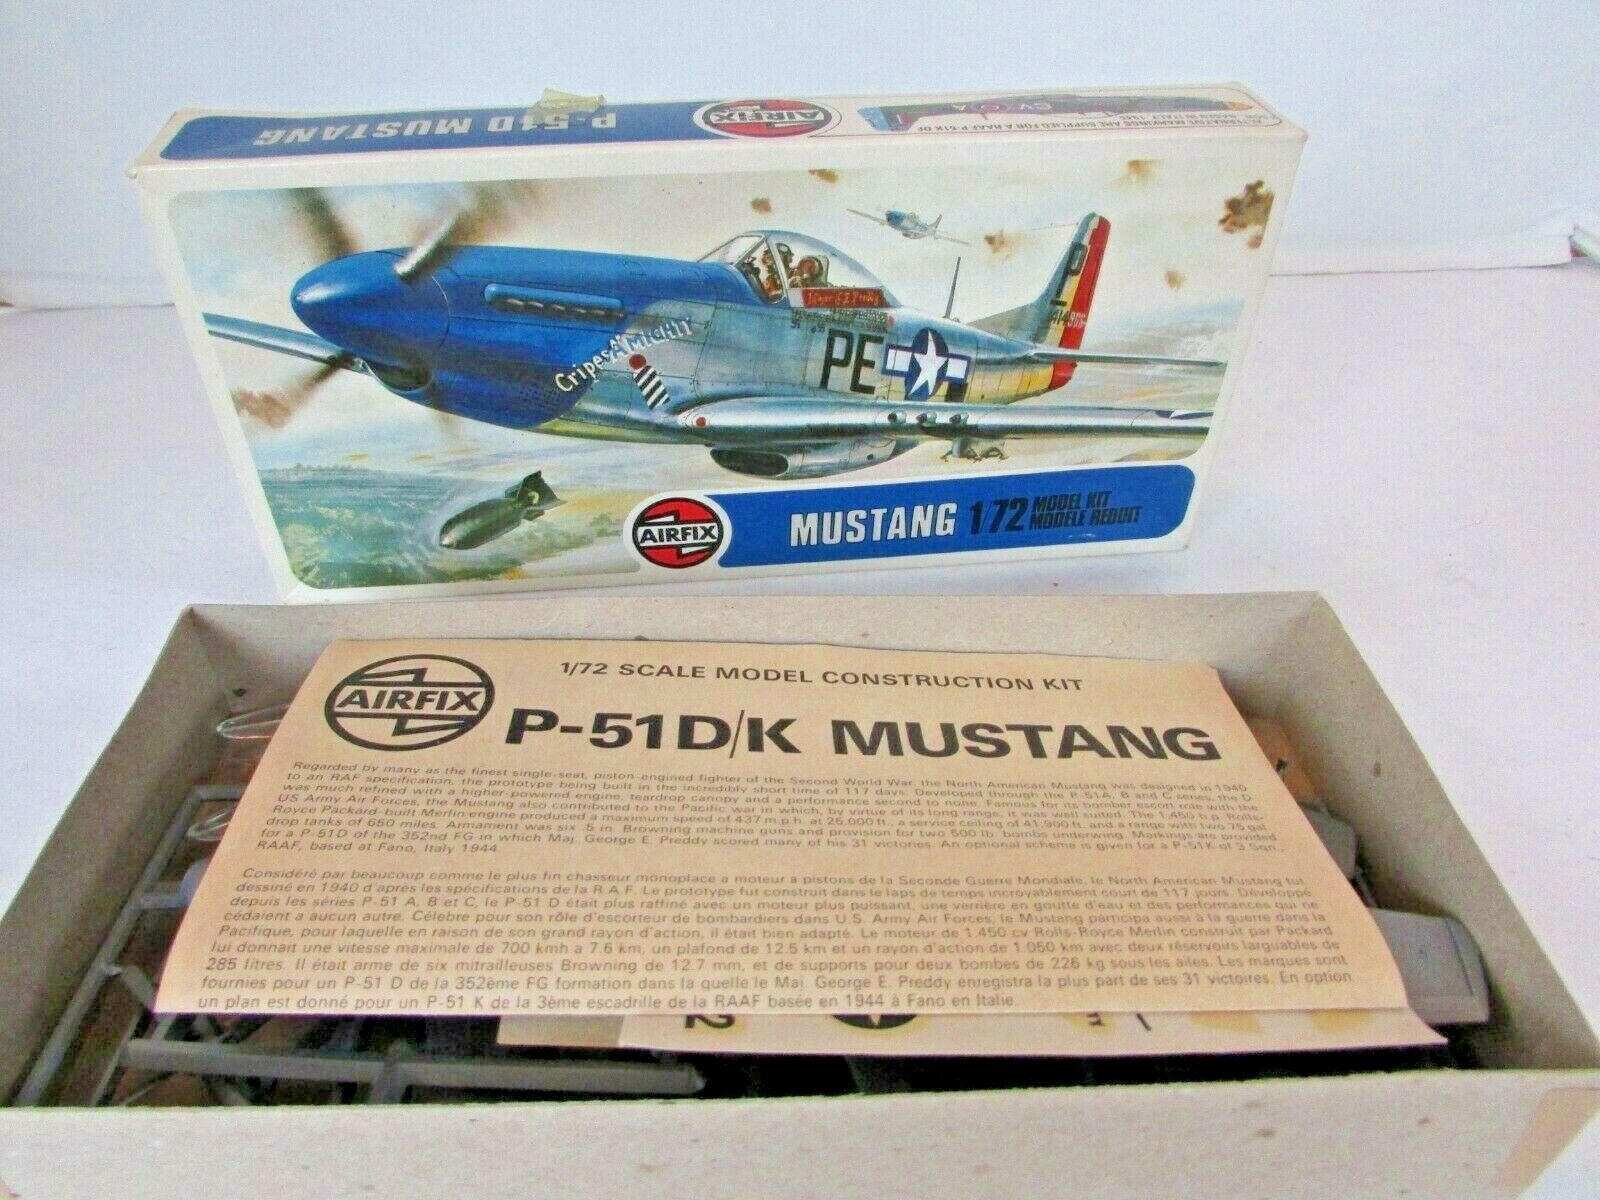 P-51D MUSTANG
AIRFIX
ALTERNATIVE MARKINGS ARE SUPPLIED FOR A RAAF P-51K OF
BASED IN ITALY
CV A
Cripes A'MIGHTY
PE
P
414906
AIRFIX
MUSTANG 1/72 MODEL KIT
MODELE REDUIT
AIRFIX
1/72 SCALE MODEL CONSTRUCTION KIT
P-51D/K MUSTANG
Regarded by many as the finest single-seat, piston-engined fighter of the Second World War, the North American Mustang was designed in 1940
to an RAF specification, the prototype being built in the incredibly short time of 117 days. Developed through the P-51A, B and C series, the D
was much refined with a higher-powered engine, teardrop canopy and a performance second to none. Famous for its bomber escort role with the
US Army Air Forces, the Mustang also contributed to the Pacific war in which, by virtue of its long range, it was well suited. The 1,450 h.p. Rolls-
Royce Packard-built Merlin engine produced a maximum speed of 437 m.p.h. at 25,000 ft., a service ceiling of 41,900 ft. and a range with two 75 gal.
drop tanks of 650 miles. Armament was six .5 in. Browning machine guns and provision for two 500 lb. bombs underwing. Markings are provided
for a P-51D of the 352nd FG in which Maj. George E. Preddy scored many of his 31 victories. An optional scheme is given for a P-51K of 3 Sqn.,
RAAF, based at Fano, Italy 1944.
Considéré par beaucoup comme le plus fin chasseur monoplace a moteur à pistons de la Seconde Guerre Mondiale, le North American Mustang fut
dessiné en 1940 d'après les spécifications de la R.A.F. Le prototype fut construit dans le laps de temps incroyablement court de 117 jours. Développé
depuis les séries P-51 A, B et C, le P-51 D était plus raffiné avec un moteur plus puissant, une verrière en goutte d'eau et des performances qui ne
cédaient a aucun autre. Célebre pour son rôle d'escorteur de bombardiers dans U.S. Army Air Forces, le Mustang participa aussi à la guerre dans la
Pacifique, pour laquelle en raison de son grand rayon d'action, il était bien adapté. Le moteur de 1.450 cv Rolls-Royce Merlin construit par Packard
lui donnait une vitesse maximale de 700 kmh a 7.6 km, un plafond de 12.5 km et un rayon d'action de 1.050 km avec deux réservoirs larguables de
285 litres. Il était arme de six mitrailleuses Browning de 12.7 mm, et de supports pour deux bombes de 226 kg sous les ailes. Les marques sont
fournies pour un P-51 D de la 352ème FG formation dans la quelle le Maj. George E. Preddy enregistra la plus part de ses 31 victoires. En option
un plan est donné pour un P-51 K de la 3ème escadrille de la RAAF basée en 1944 à Fano en Italie.
2
1